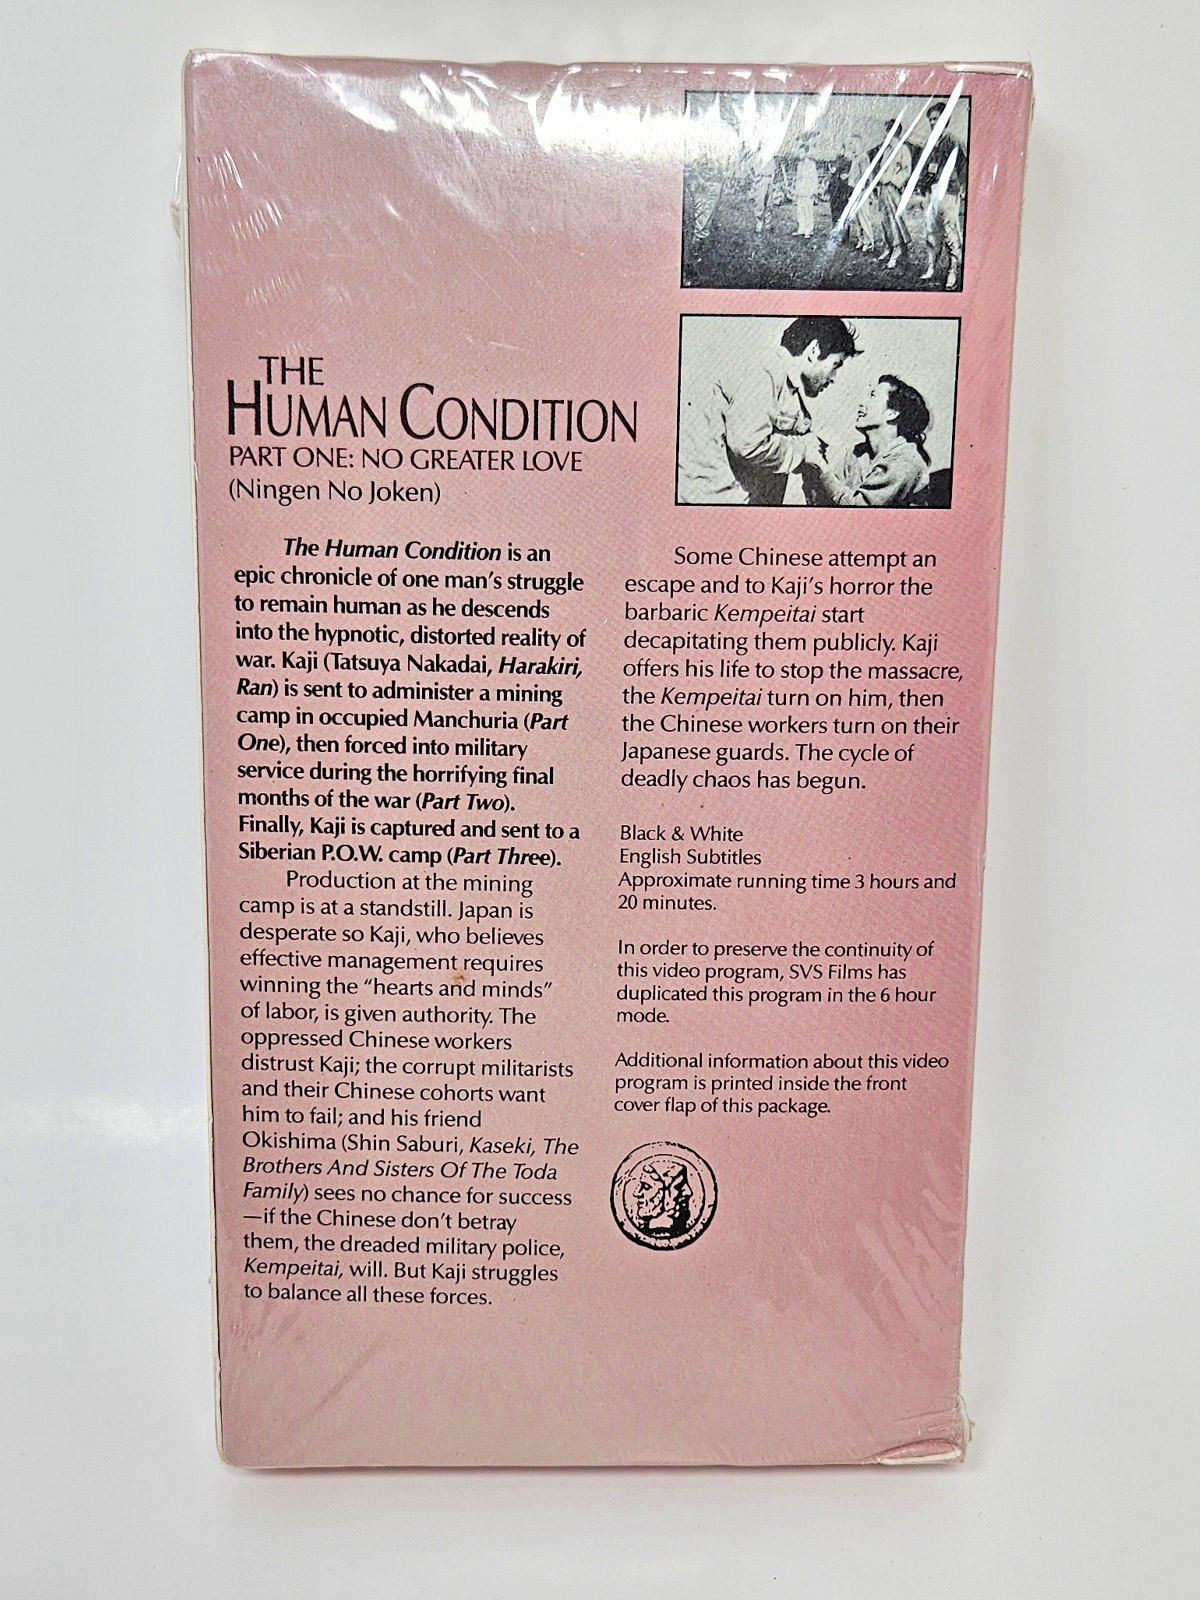 THE
HUMAN CONDITION
PART ONE: NO GREATER LOVE
(Ningen No Joken)
The Human Condition is an
epic chronicle of one man's struggle
to remain human as he descends
into the hypnotic, distorted reality of
war. Kaji (Tatsuya Nakadai, Harakiri,
Ran) is sent to administer a mining
camp in occupied Manchuria (Part
One), then forced into military
service during the horrifying final
months of the war (Part Two).
Finally, Kaji is captured and sent to a
Siberian P.O.W. camp (Part Three).
Production at the mining
camp is at a standstill. Japan is
desperate so Kaji, who believes
effective management requires
winning the “hearts and minds”
of labor, is given authority. The
oppressed Chinese workers
distrust Kaji; the corrupt militarists
and their Chinese cohorts want
him to fail; and his friend
Okishima (Shin Saburi, Kaseki, The
Brothers And Sisters Of The Toda
Family) sees no chance for success
—if the Chinese don't betray
them, the dreaded military police,
Kempeitai, will. But Kaji struggles
to balance all these forces.
Some Chinese attempt an
escape and to Kaji's horror the
barbaric Kempeitai start
decapitating them publicly. Kaji
offers his life to stop the massacre,
the Kempeitai turn on him, then
the Chinese workers turn on their
Japanese guards. The cycle of
deadly chaos has begun.
Black & White
English Subtitles
Approximate running time 3 hours and
20 minutes.
In order to preserve the continuity of
this video program, SVS Films has
duplicated this program in the 6 hour
mode.
Additional information about this video
program is printed inside the front
cover flap of this package.